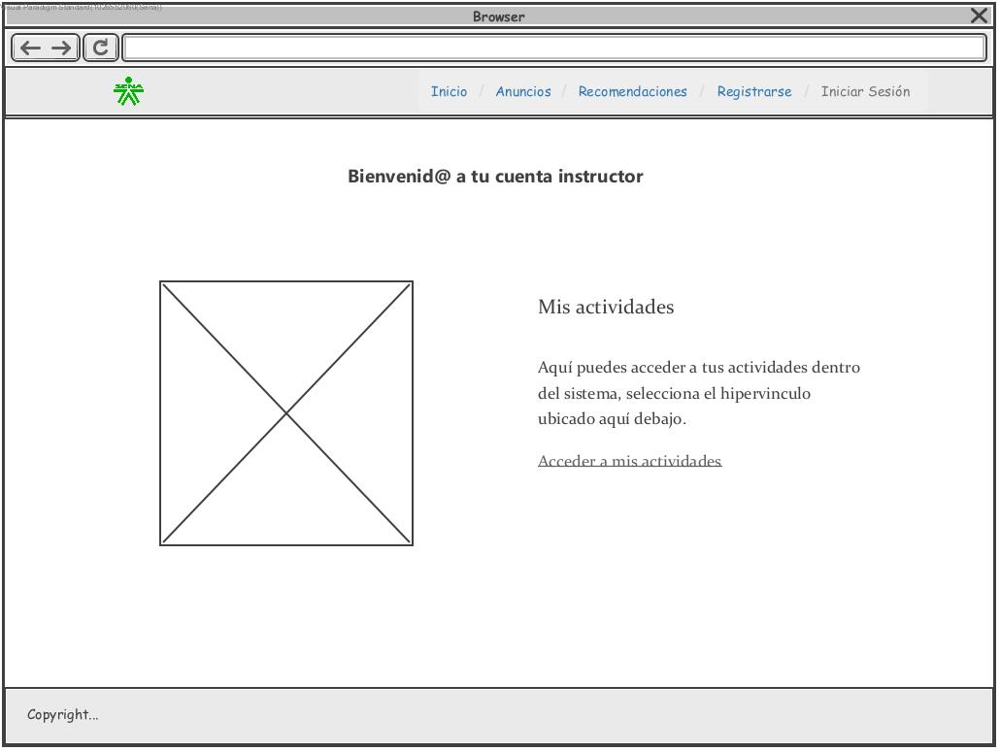 Visual Paradigm Standard(1026552060(Sena))
Browser
SENA
Inicio / Anuncios / Recomendaciones / Registrarse / Iniciar Sesión
Bienvenid@ a tu cuenta instructor
Mis actividades
Aquí puedes acceder a tus actividades dentro
del sistema, selecciona el hipervinculo
ubicado aquí debajo.
Acceder a mis actividades
Copyright...